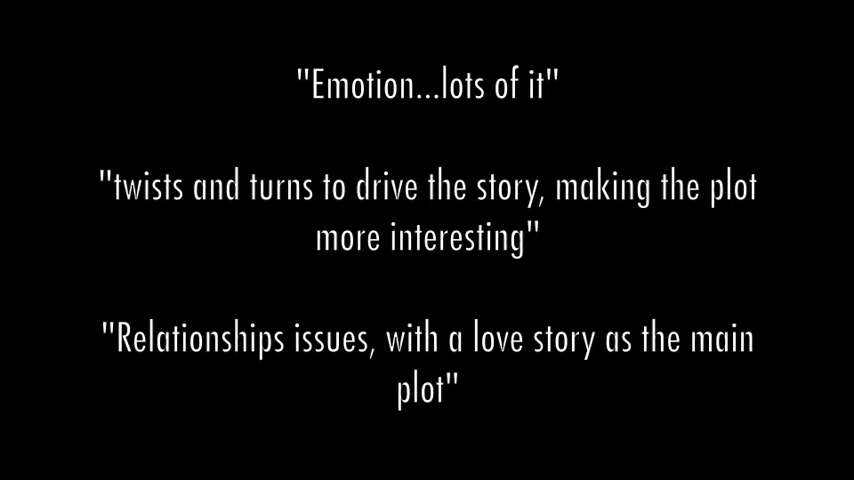 "Emotion...lots of it"
"twists and turns to drive the story, making the plot
more interesting"
"Relationships issues, with a love story as the main
plot"